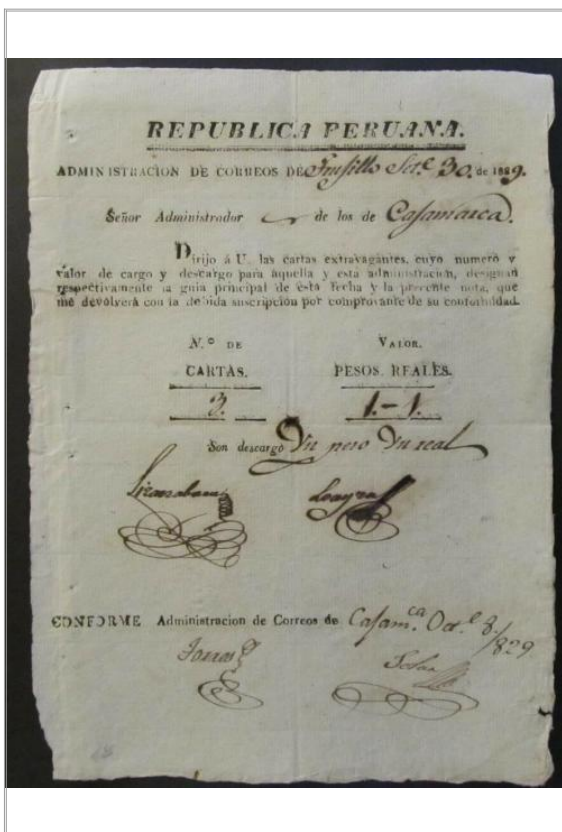 REPUBLICA PERUANA.
ADMINISTRACION DE CORREOS DE Trujillo Set.e 30. de 1829.
Señor Administrador de los de Cajamarca.
Dirijo á U. las cartas extravagantes, cuyo numero y
valor de cargo y descargo para aquella y esta administracion, designan
respectivamente la guia principal de esta fecha y la precente nota, que
me devolverá con la debida suscripcion por comprovante de su conformidad.
N.o DE VALOR.
CARTAS. PESOS REALES.
3. 1.-1.
Son descargo Un peso Un real
Loayza
CONFORME Administracion de Correos de Cajam.ca Oct.e 8./829